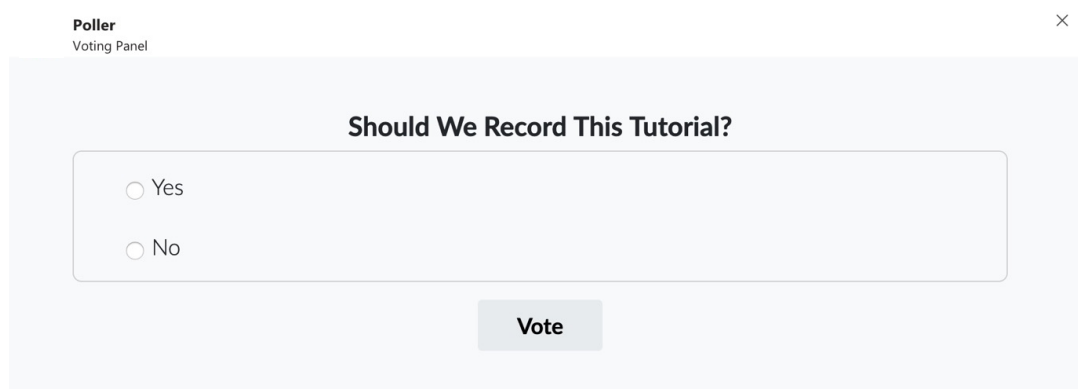 Poller
Voting Panel
Should We Record This Tutorial?
Yes
No
Vote